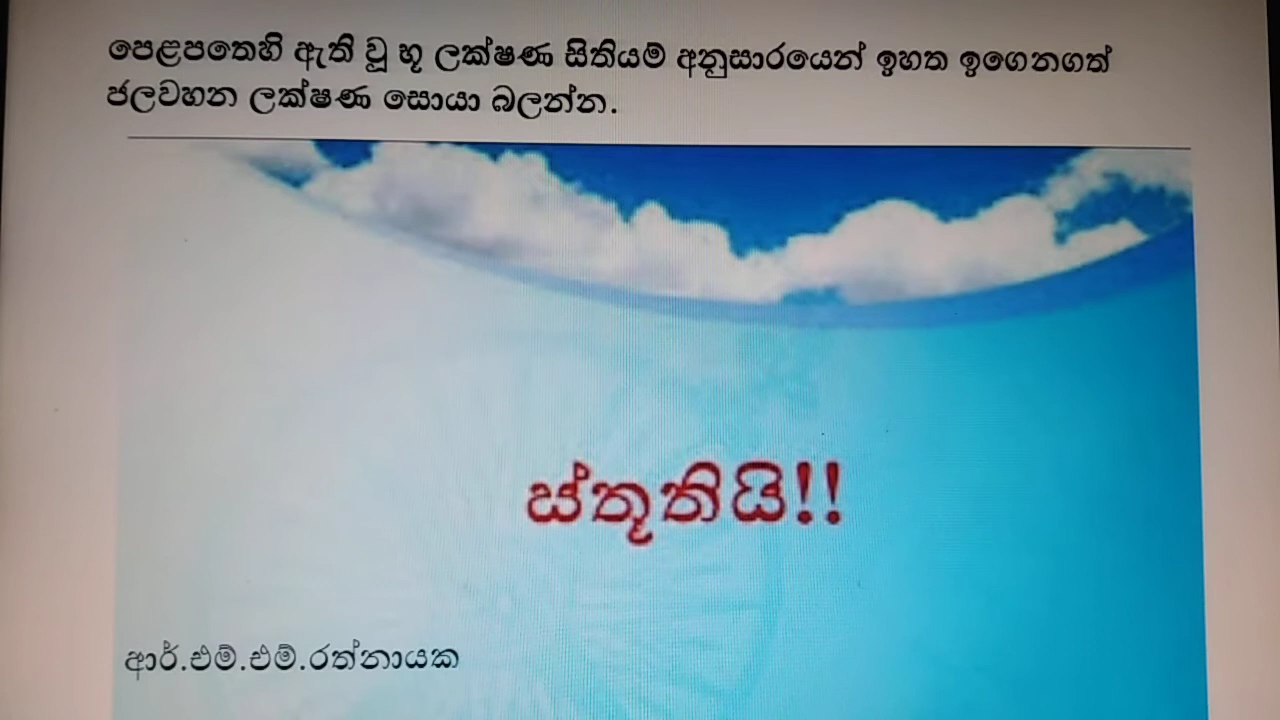 පෙළපතෙහි ඇති වූ භූ ලක්ෂණ සිතියම් අනුසාරයෙන් ඉහත ඉගෙනගත්
ජලවහන ලක්ෂණ සොයා බලන්න.
ස්තූතියි!!
ආර්.එම්.එම්.රත්නායක